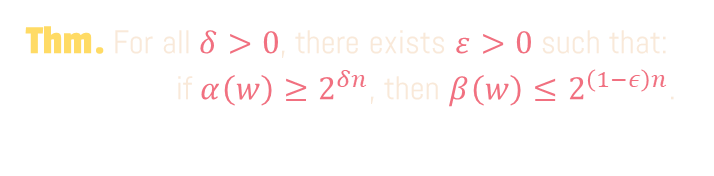 Thm. For all δ > 0, there exists ε > 0 such that:
if α(w) ≥ 2^{δn}, then β(w) ≤ 2^{(1−ϵ)n}.